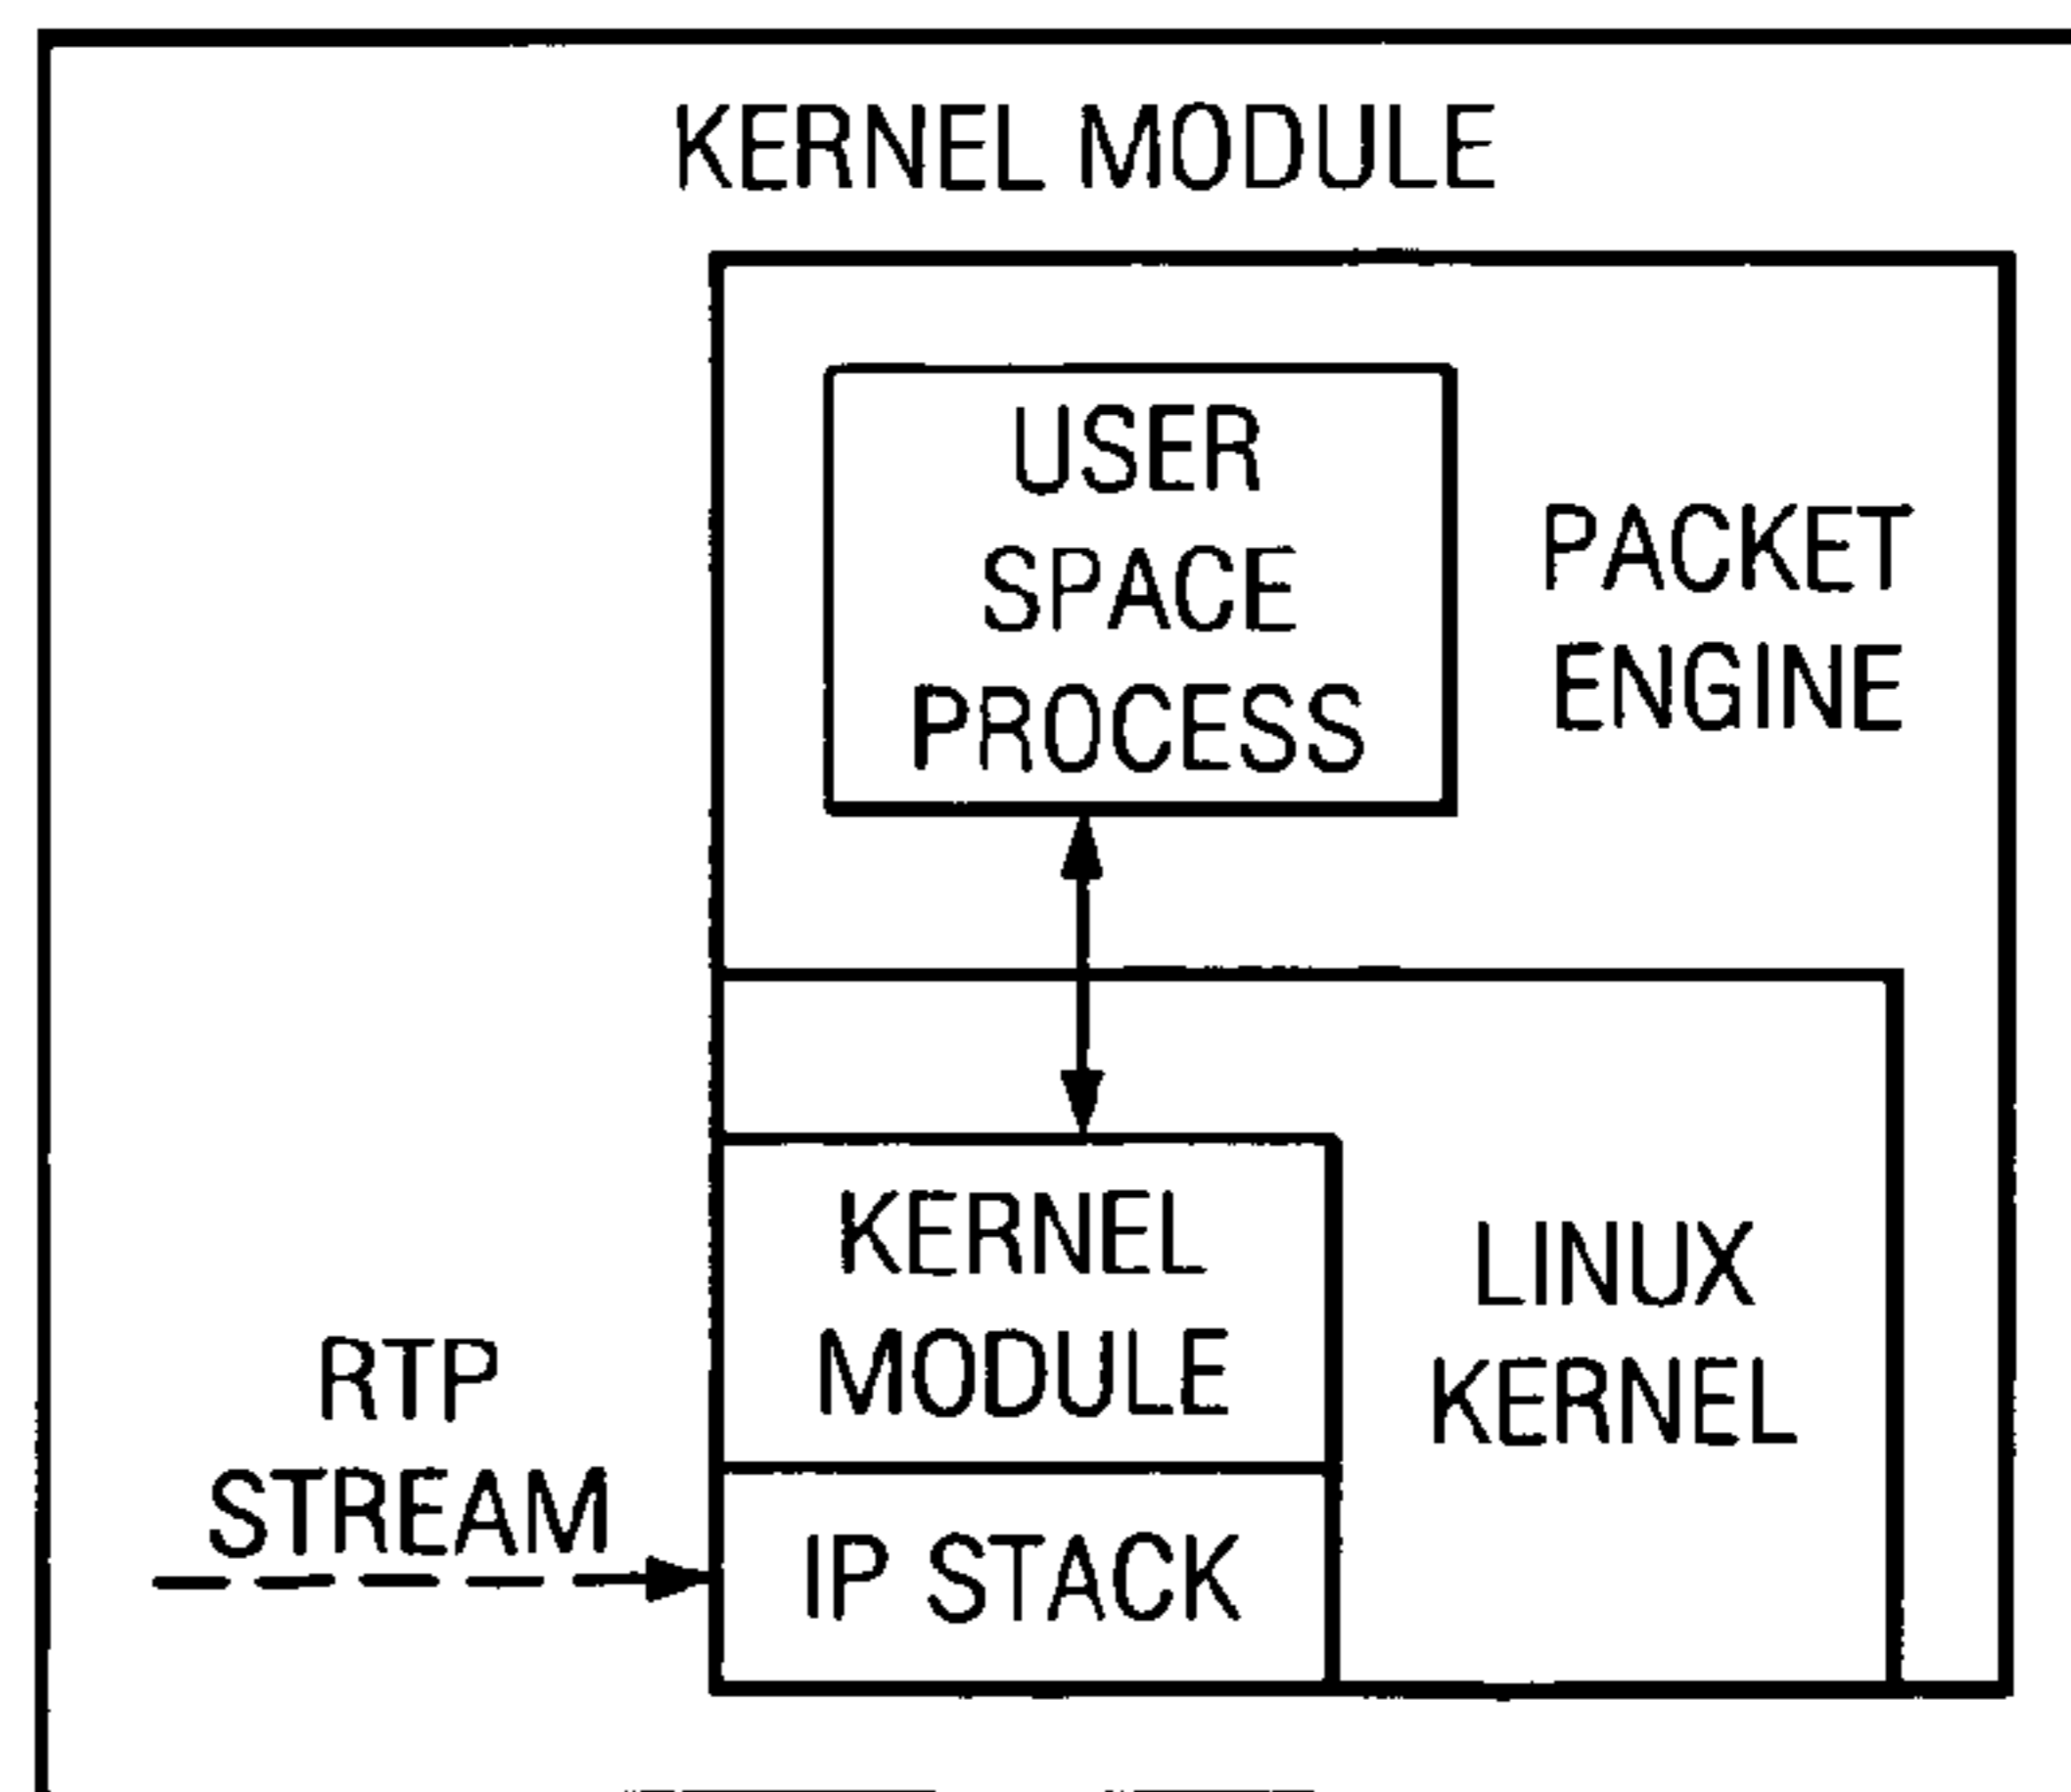 KERNEL MODULE
USER
SPACE
PROCESS
PACKET
ENGINE
KERNEL
MODULE
LINUX
KERNEL
RTP
STREAM
IP STACK